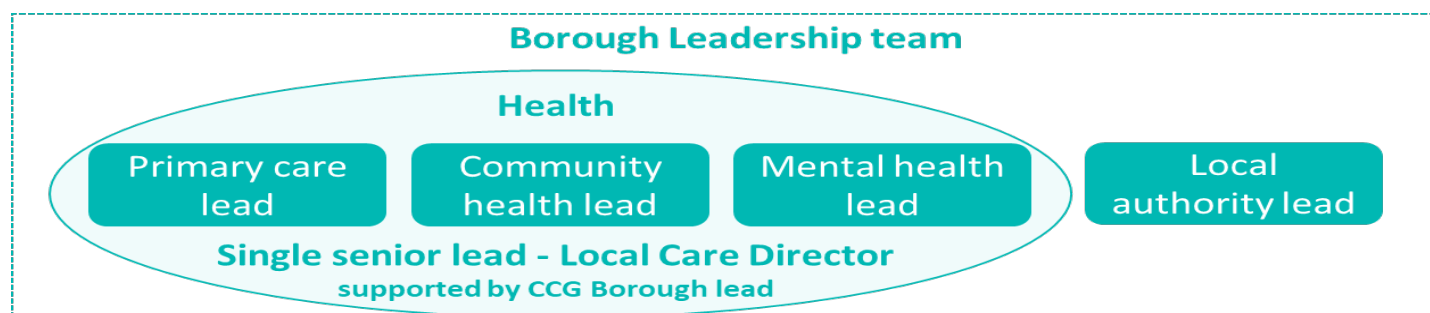 Borough Leadership team
Health
Primary care
lead
Community
health lead
Mental health
lead
Local
authority lead
Single senior lead - Local Care Director
supported by CCG Borough lead